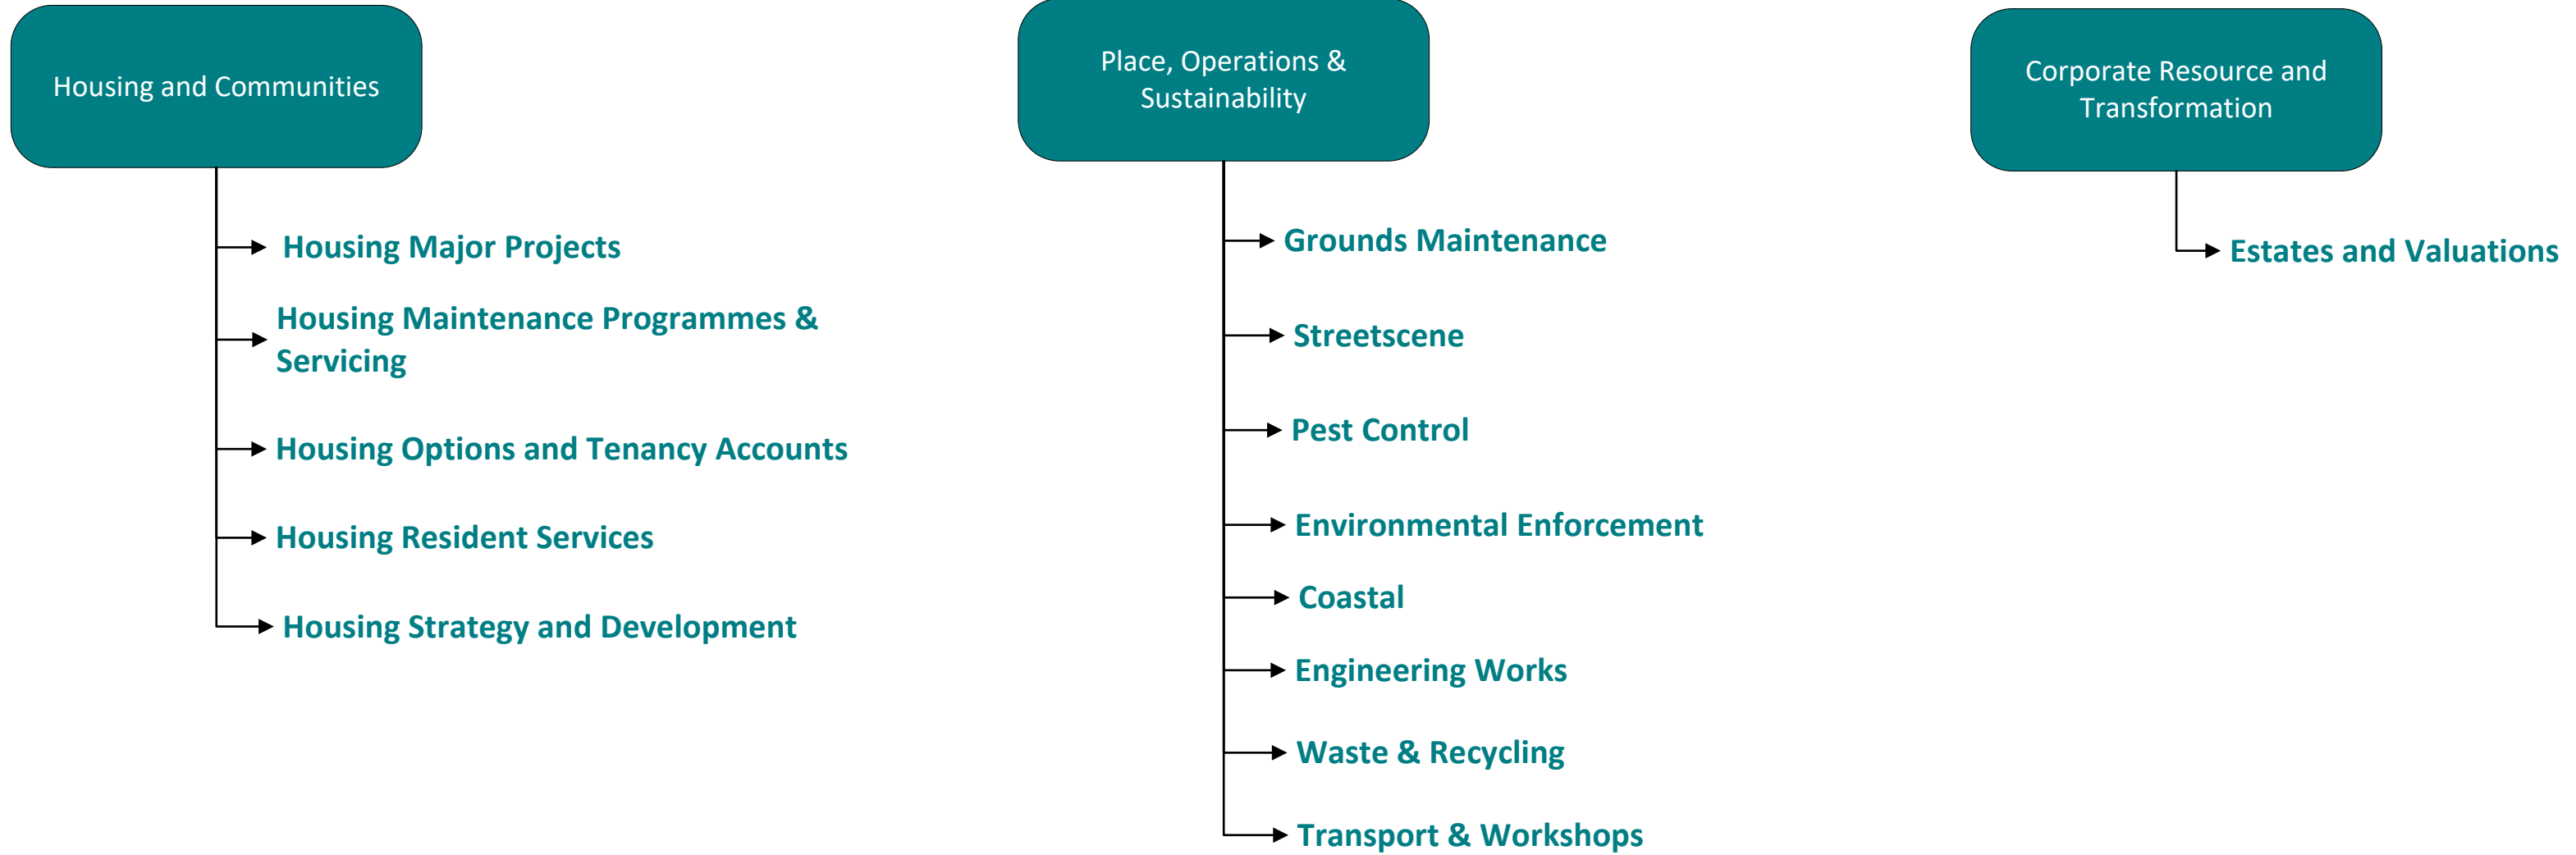 Housing and Communities
Housing Major Projects
Housing Maintenance Programmes &
Servicing
Housing Options and Tenancy Accounts
Housing Resident Services
Housing Strategy and Development
Place, Operations &
Sustainability
Grounds Maintenance
Streetscene
Pest Control
Environmental Enforcement
Coastal
Engineering Works
Waste & Recycling
Transport & Workshops
Corporate Resource and
Transformation
Estates and Valuations